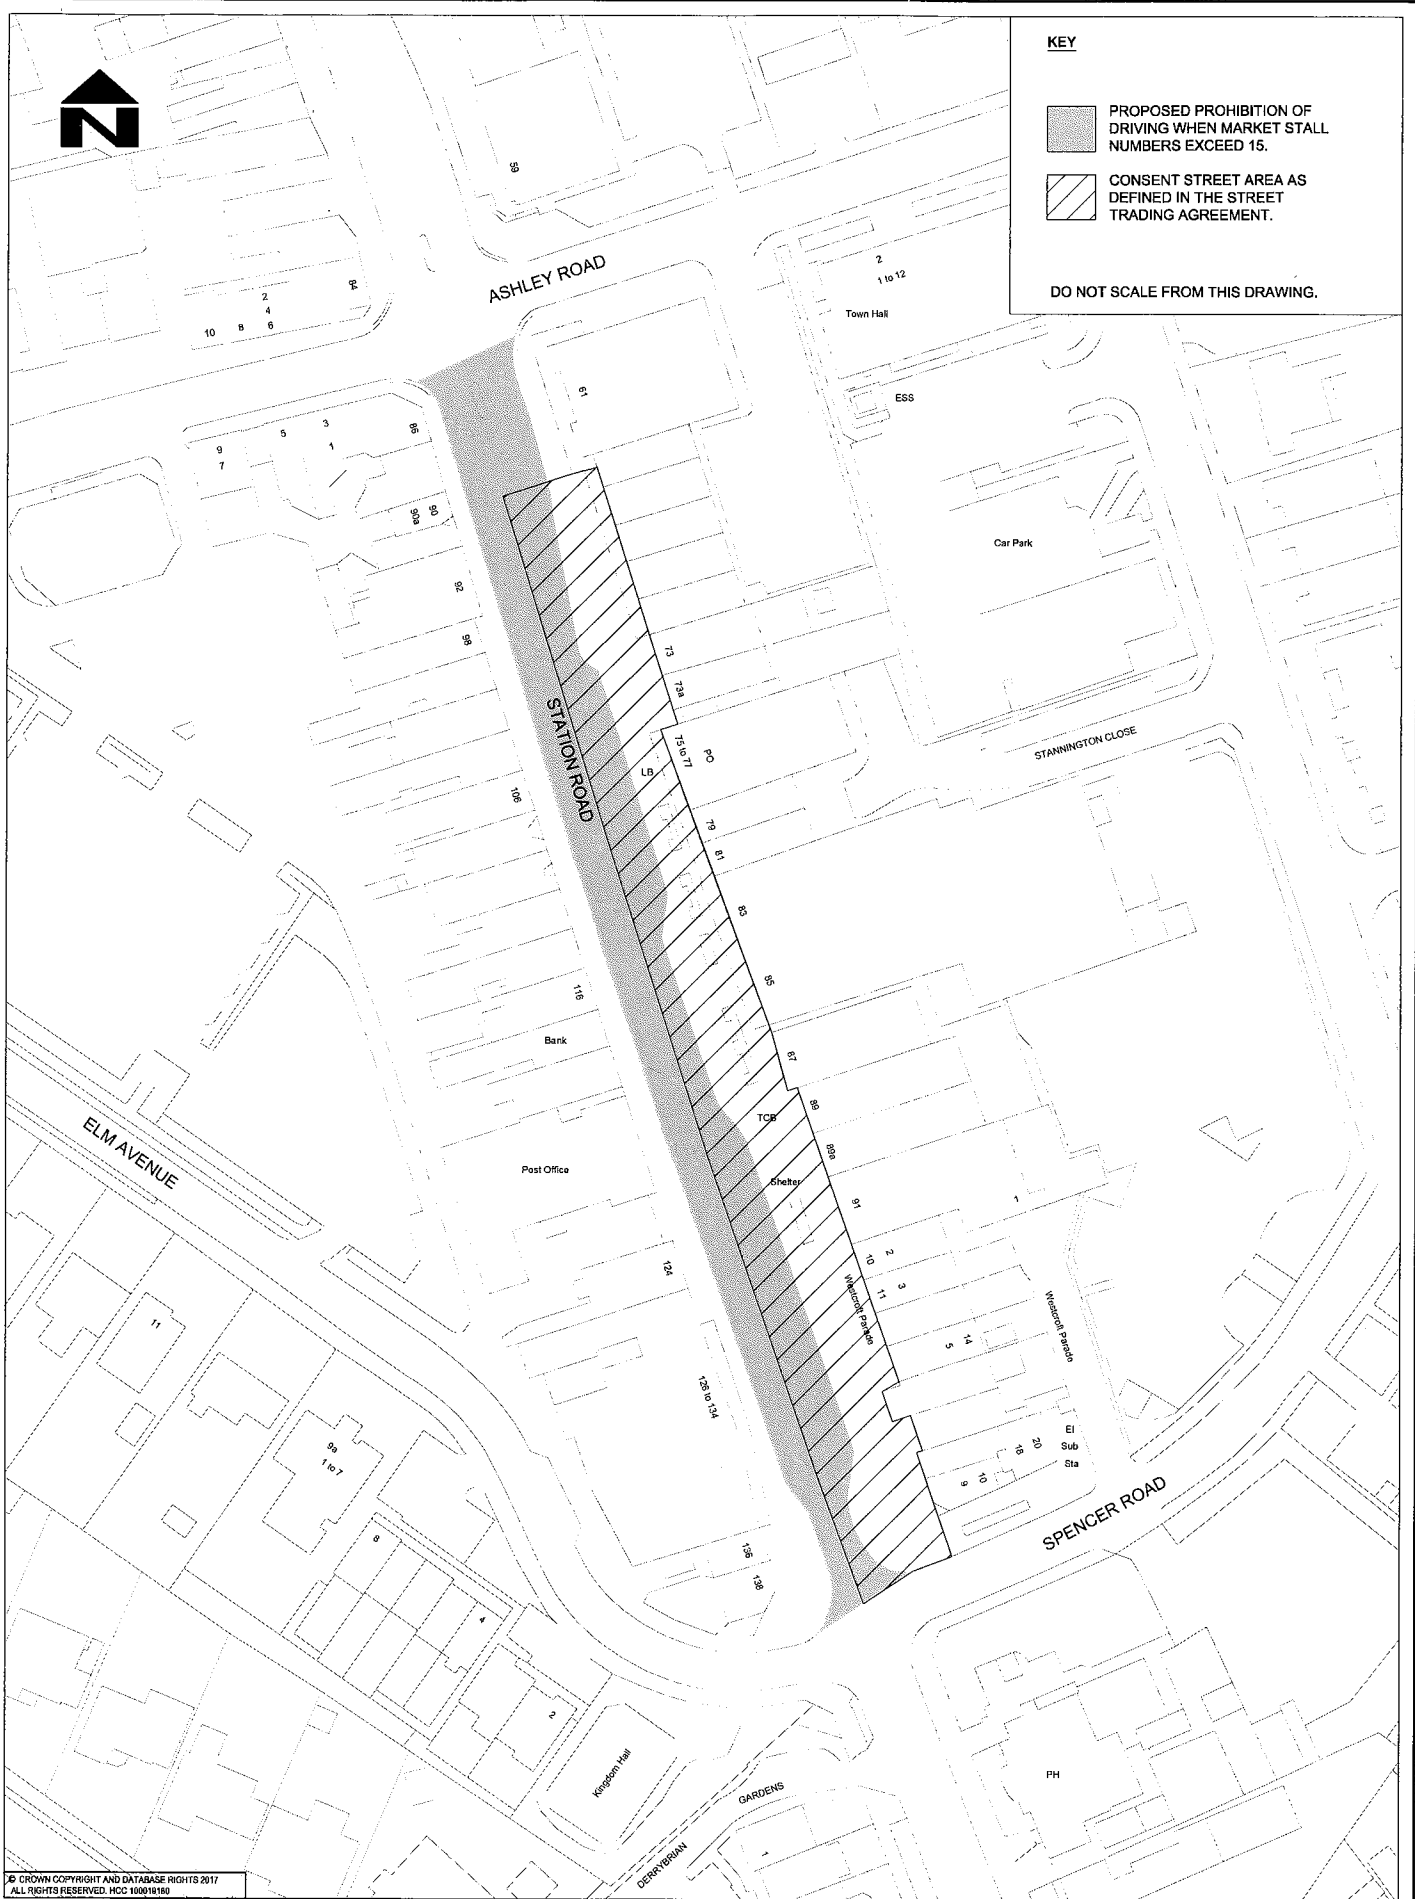 KEY
PROPOSED PROHIBITION OF
DRIVING WHEN MARKET STALL
NUMBERS EXCEED 15.
CONSENT STREET AREA AS
DEFINED IN THE STREET
TRADING AGREEMENT.
DO NOT SCALE FROM THIS DRAWING.
N
59
ASHLEY ROAD
2
1 to 12
Town Hall
84
2
4
10 8 6
61
ESS
3
5
86
1
9
7
90
90a
Car Park
92
98
73
73a
STATION ROAD
75 to 77
PO
STANNINGTON CLOSE
LB
106
79
81
83
85
116
Bank
87
89
TCB
89a
ELM AVENUE
Post Office
Shelter
91
1
124
10
2
11
3
Westcroft Parade
Westcroft Parade
11
14
5
126 to 134
9a
1 to 7
El
Sub
Sta
18
20
9
10
SPENCER ROAD
8
136
138
4
2
Kingdom Hall
PH
DERRYBRIAN
GARDENS
1
© CROWN COPYRIGHT AND DATABASE RIGHTS 2017
ALL RIGHTS RESERVED. HCC 100019180